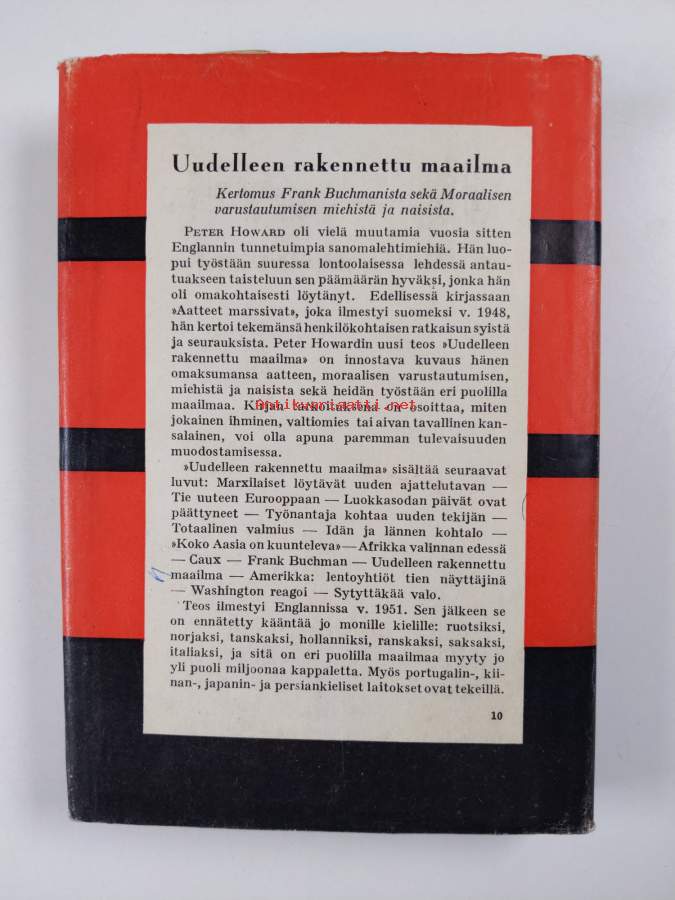 Uudelleen rakennettu maailma
Kertomus Frank Buchmanista sekä Moraalisen
varustautumisen miehistä ja naisista.
PETER HOWARD oli vielä muutamia vuosia sitten
Englannin tunnetuimpia sanomalehtimiehiä. Hän luo-
pui työstään suuressa lontoolaisessa lehdessä antau-
tuakseen taisteluun sen päämäärän hyväksi, jonka hän
oli omakohtaisesti löytänyt. Edellisessä kirjassaan
»Aatteet marssivat», joka ilmestyi suomeksi v. 1948,
hän kertoi tekemänsä henkilökohtaisen ratkaisun syistä
ja seurauksista. Peter Howardin uusi teos »Uudelleen
rakennettu maailma» on innostava kuvaus hänen
omaksumansa aatteen, moraalisen varustautumisen,
miehistä ja naisista sekä heidän työstään eri puolilla
maailmaa. Kirjan tarkoituksena on osoittaa, miten
Antikvariaatti.net
jokainen ihminen, valtiomies tai aivan tavallinen kan-
salainen, voi olla apuna paremman tulevaisuuden
muodostamisessa.
»Uudelleen rakennettu maailma» sisältää seuraavat
luvut: Marxilaiset löytävät uuden ajattelutavan —
Tie uuteen Eurooppaan — Luokkasodan päivät ovat
päättyneet — Työnantaja kohtaa uuden tekijän —
Totaalinen valmius — Idän ja lännen kohtalo —
»Koko Aasia on kuunteleva» — Afrikka valinnan edessä
— Caux — Frank Buchman — Uudelleen rakennettu
maailma — Amerikka: lentoyhtiöt tien näyttäjinä
— Washington reagoi — Sytyttäkää valo.
Teos ilmestyi Englannissa v. 1951. Sen jälkeen se
on ennätetty kääntää jo monille kielille: ruotsiksi,
norjaksi, tanskaksi, hollanniksi, ranskaksi, saksaksi,
italiaksi, ja sitä on eri puolilla maailmaa myyty jo
yli puoli miljoonaa kappaletta. Myös portugalin-, kii-
nan-, japanin- ja persiankieliset laitokset ovat tekeillä.
10